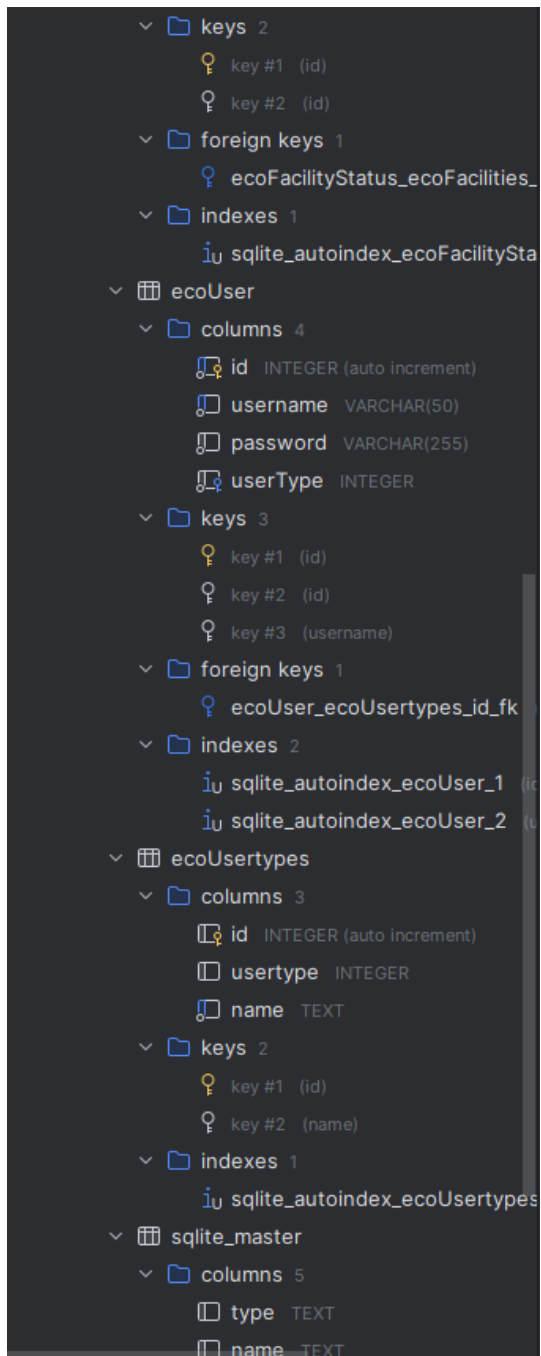 keys 2
key #1 (id)
key #2 (id)
foreign keys 1
ecoFacilityStatus_ecoFacilities_
indexes 1
sqlite_autoindex_ecoFacilitySta
ecoUser
columns 4
id INTEGER (auto increment)
username VARCHAR(50)
password VARCHAR(255)
userType INTEGER
keys 3
key #1 (id)
key #2 (id)
key #3 (username)
foreign keys 1
ecoUser_ecoUsertypes_id_fk
indexes 2
sqlite_autoindex_ecoUser_1 (ic
sqlite_autoindex_ecoUser_2 (u
ecoUsertypes
columns 3
id INTEGER (auto increment)
usertype INTEGER
name TEXT
keys 2
key #1 (id)
key #2 (name)
indexes 1
sqlite_autoindex_ecoUsertypes
sqlite_master
columns 5
type TEXT
name TEXT